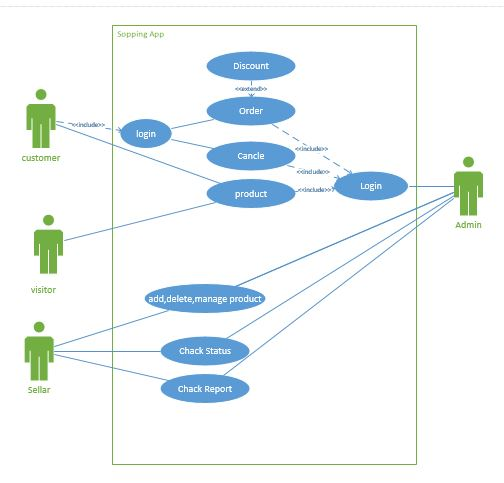 Sopping App
Discount
<<extend>>
Order
<<include>>
login
customer
<<include>>
Cancle
<<include>>
product
<<include>>
Login
Admin
visitor
add,delete,manage product
Chack Status
Sellar
Chack Report